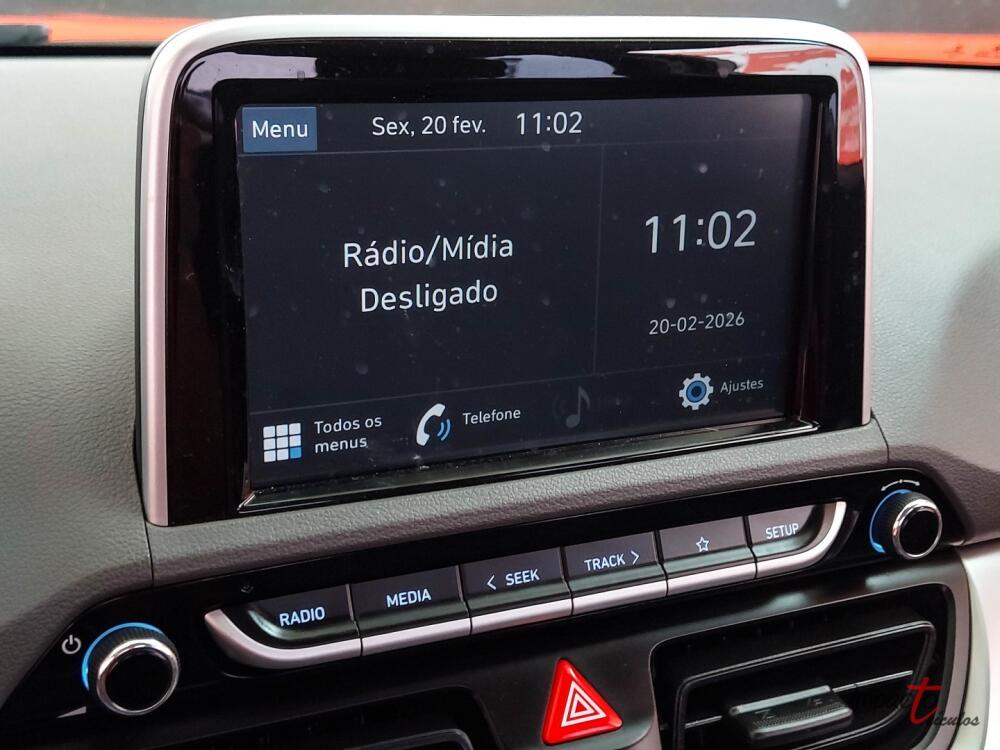 Menu
Sex, 20 fev.
11:02
Rádio/Mídia
Desligado
11:02
20-02-2026
Todos os
menus
Telefone
Ajustes
RADIO
MEDIA
< SEEK
TRACK >
☆
SETUP